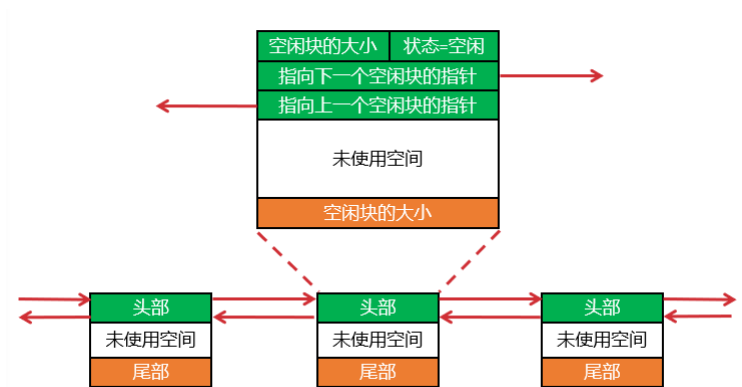 空闲块的大小 状态=空闲
指向下一个空闲块的指针
指向上一个空闲块的指针
未使用空间
空闲块的大小
头部 头部 头部
未使用空间 未使用空间 未使用空间
尾部 尾部 尾部